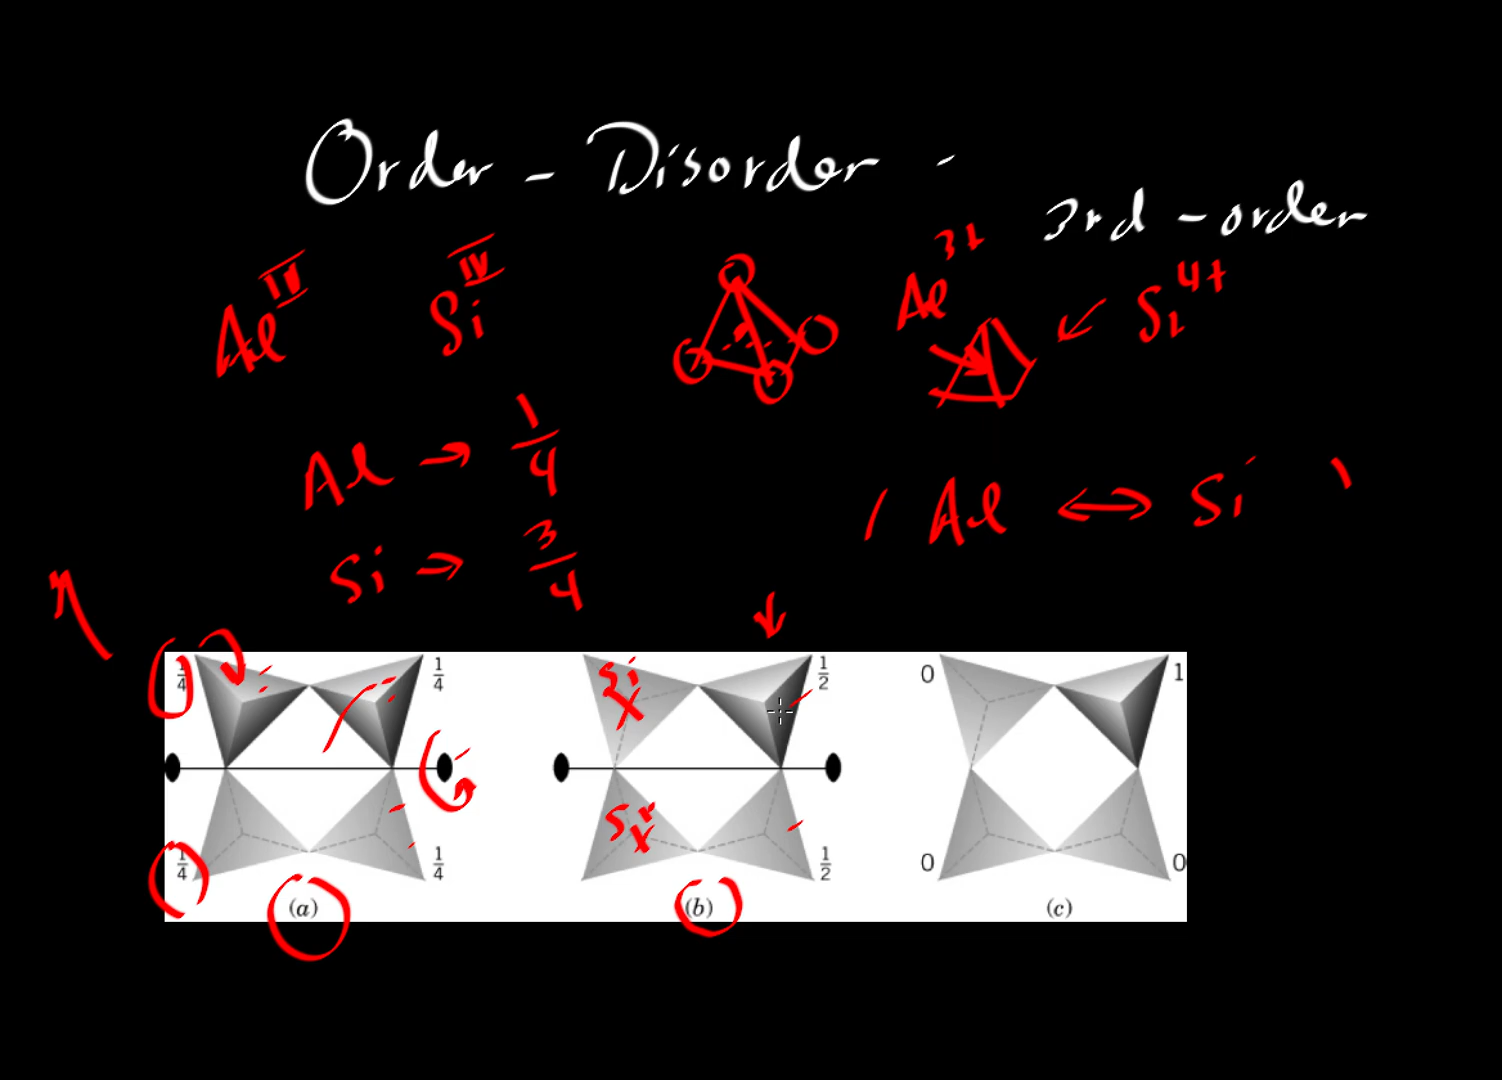 Order - Disorder -
3rd - order
Al IV Si IV
Al 3+ Si 4+
Al → 1/4
Si → 3/4
( Al ↔ Si )
1/4 1/4 Si 1/2 0 1
1/4 1/4 Si 1/2 0 0
(a) (b) (c)